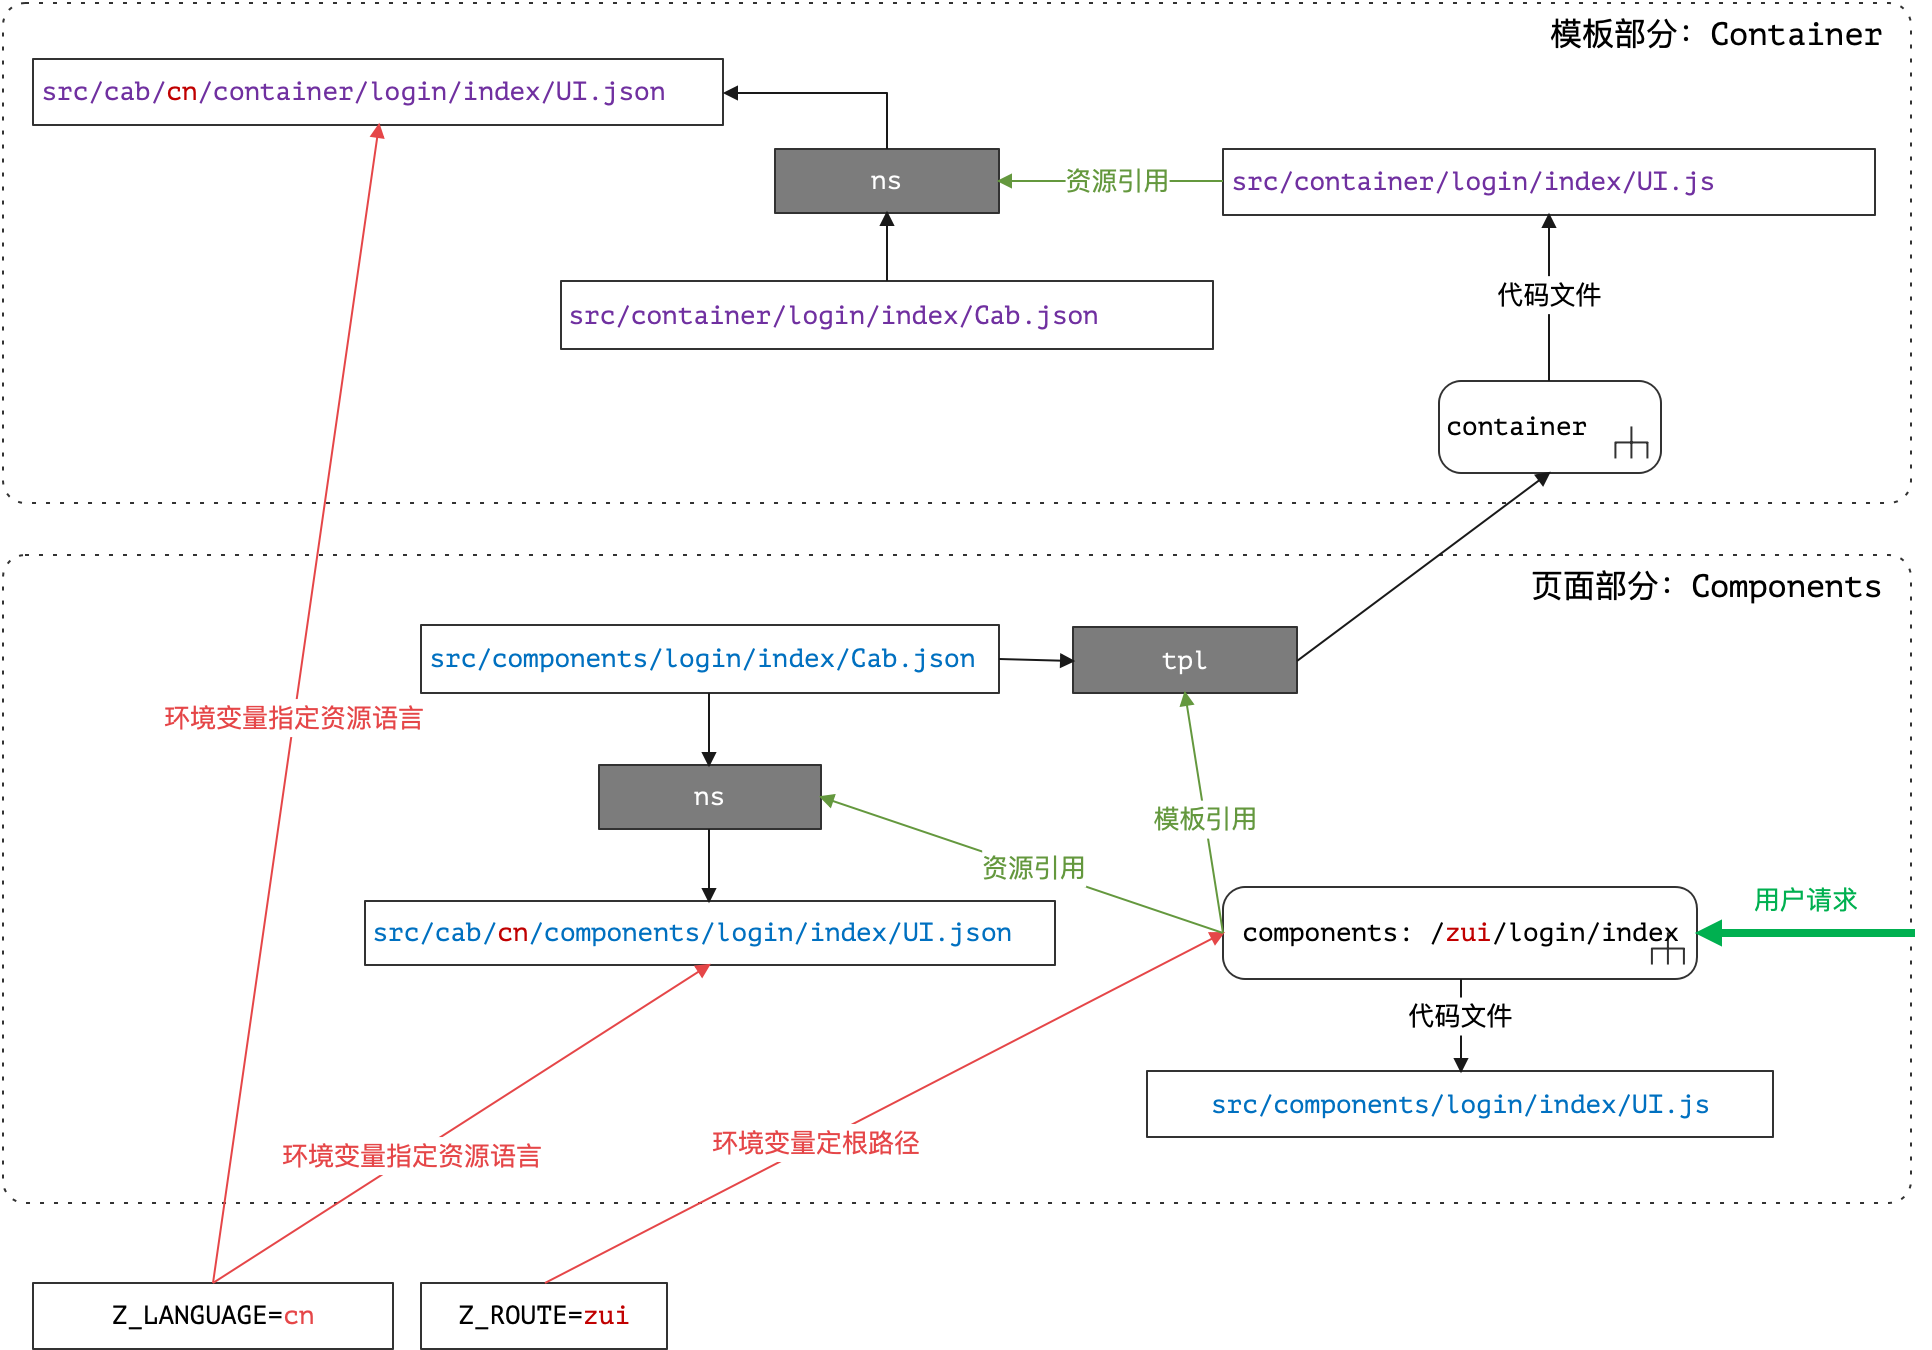 模板部分：Container
src/cab/cn/container/login/index/UI.json
ns
资源引用
src/container/login/index/UI.js
代码文件
src/container/login/index/Cab.json
container
页面部分：Components
src/components/login/index/Cab.json
tpl
环境变量指定资源语言
ns
模板引用
资源引用
用户请求
src/cab/cn/components/login/index/UI.json
components: /zui/login/index
代码文件
src/components/login/index/UI.js
环境变量定根路径
环境变量指定资源语言
Z_LANGUAGE=cn
Z_ROUTE=zui